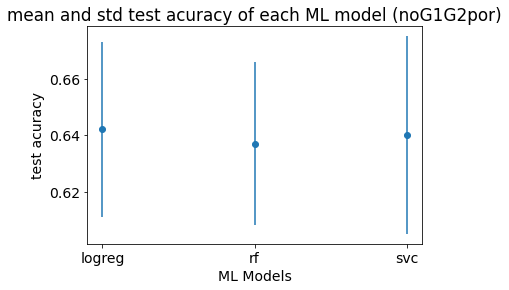 mean and std test acuracy of each ML model (noG1G2por)
test acuracy
0.66
0.64
0.62
logreg rf svc
ML Models